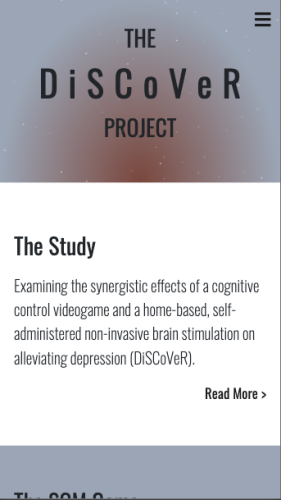 THE
DiSCoVeR
PROJECT
The Study
Examining the synergistic effects of a cognitive
control videogame and a home-based, self-
administered non-invasive brain stimulation on
alleviating depression (DiSCoVeR).
Read More >